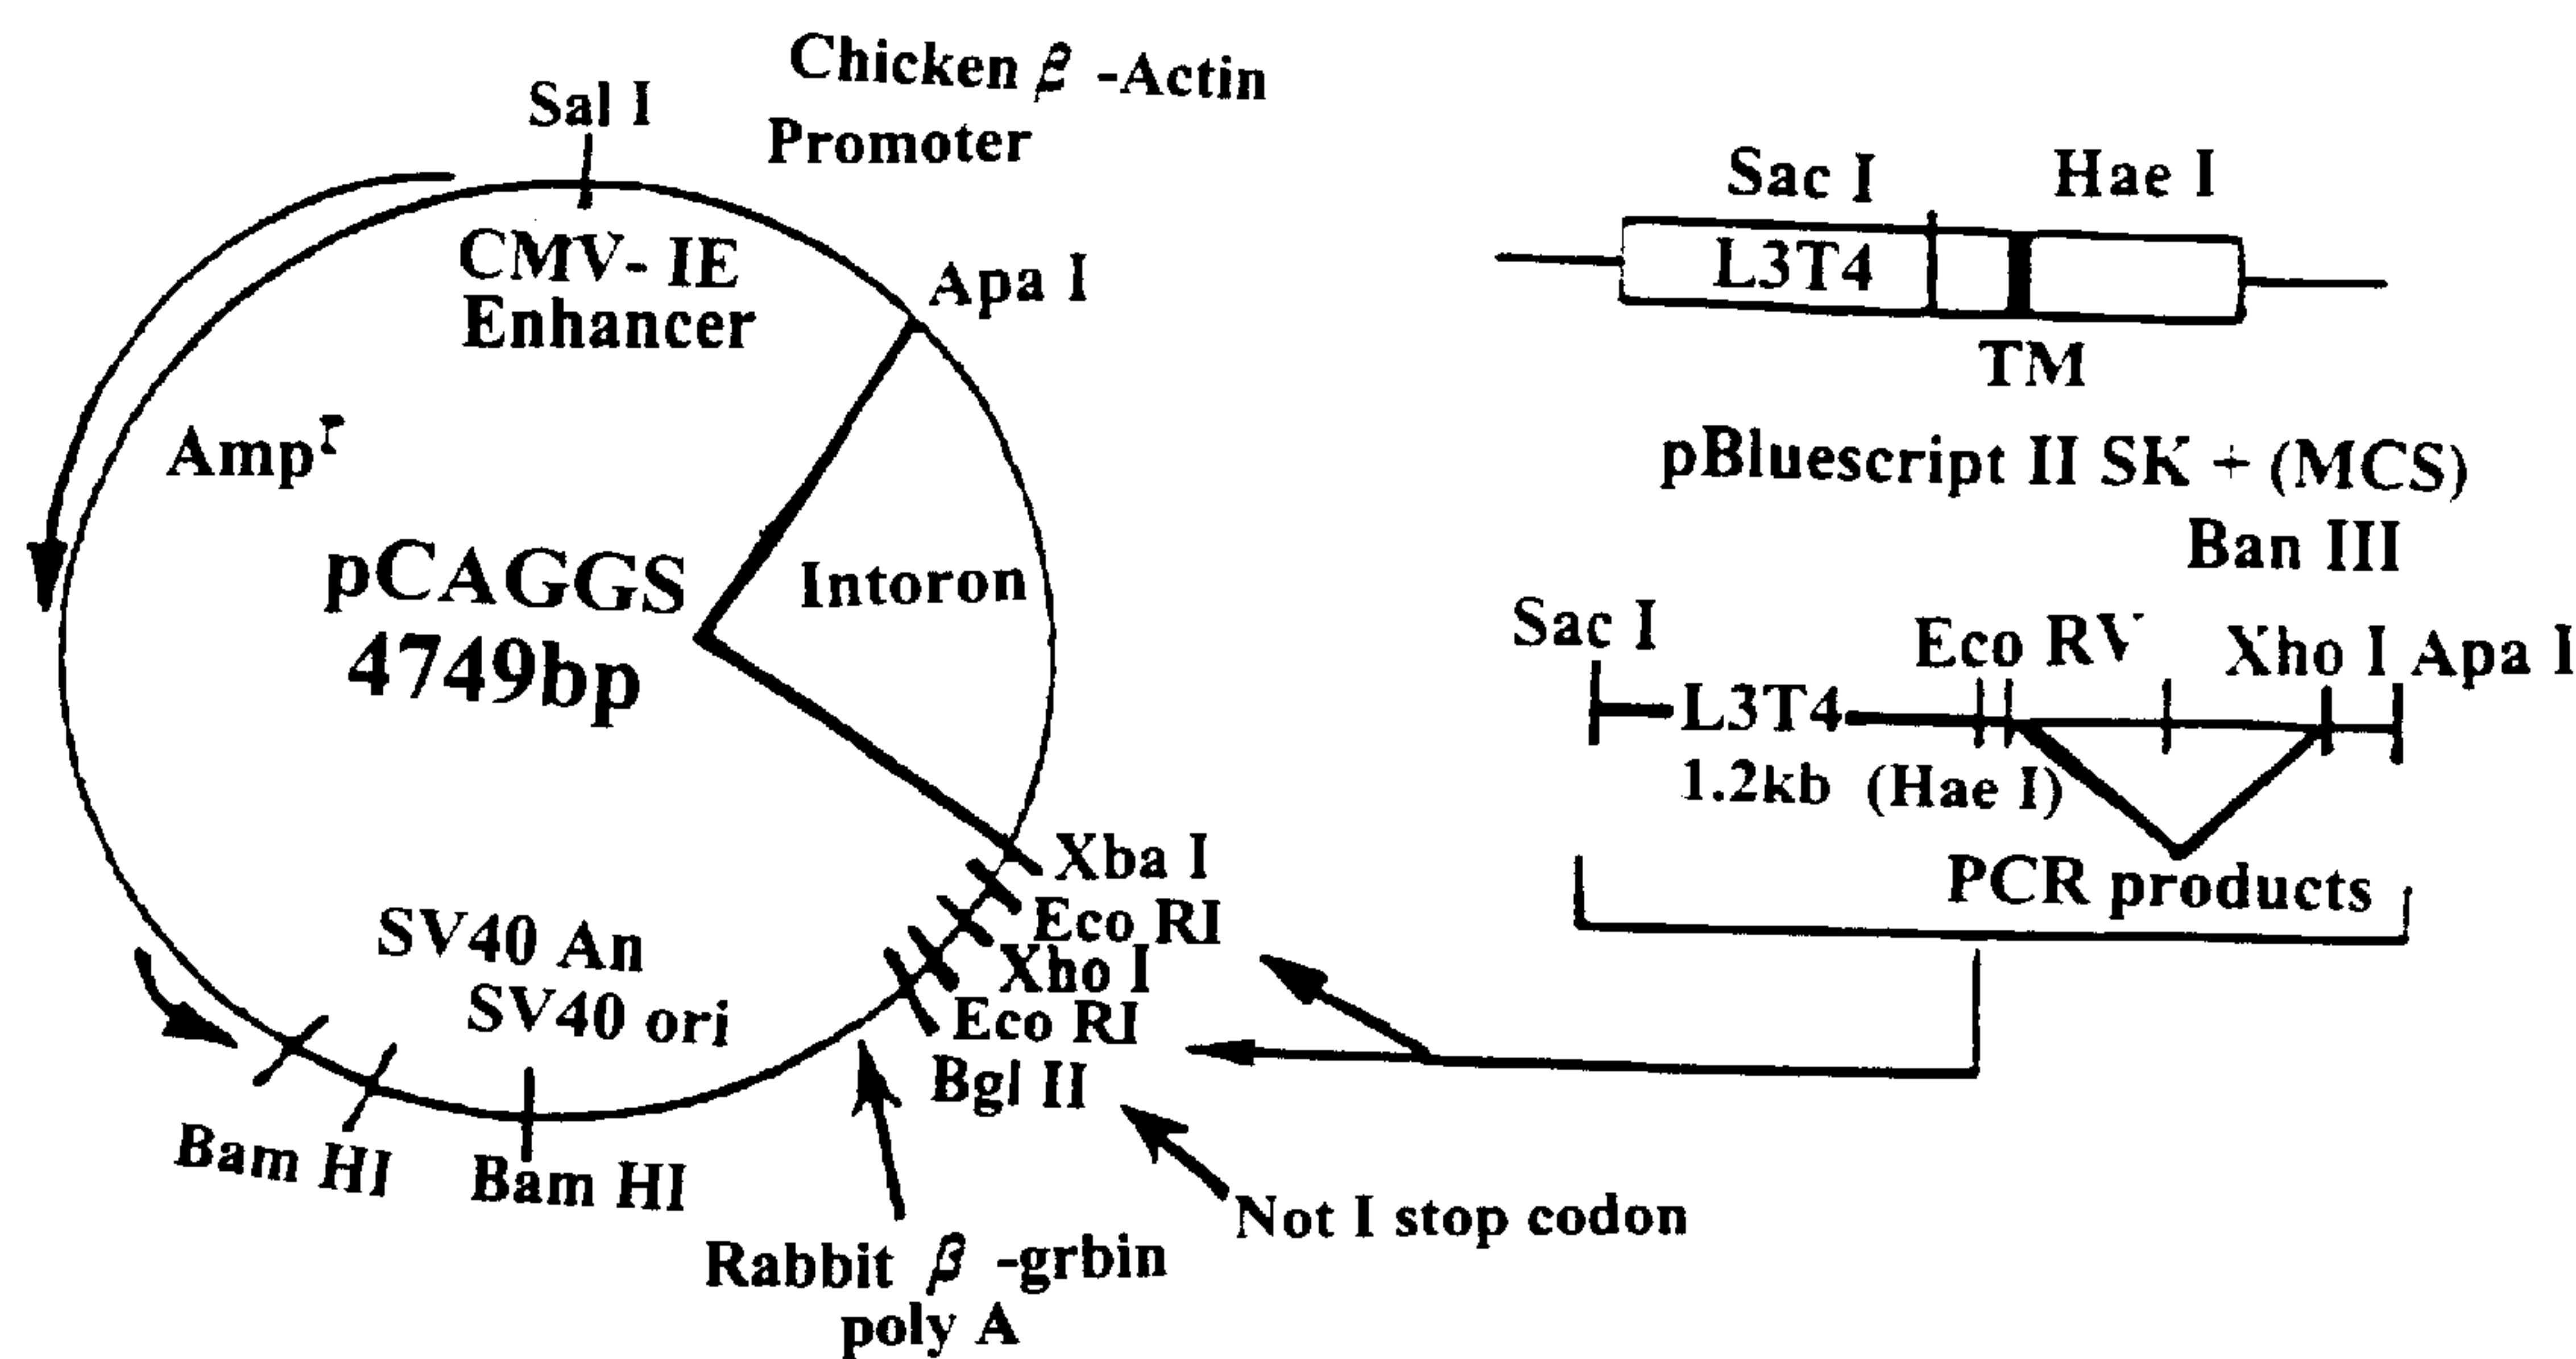 Chicken β -Actin
Promoter
Sal I
CMV- IE
Enhancer
Apa I
Amp r
pCAGGS
4749bp
Intoron
Xba I
Eco RI
Xho I
Eco RI
Bgl II
SV40 An
SV40 ori
Bam HI
Bam HI
Rabbit β -grbin
poly A
Not I stop codon
Sac I Hae I
L3T4
TM
pBluescript II SK + (MCS)
Ban III
Sac I Eco RV Xho I Apa I
L3T4
1.2kb (Hae I)
PCR products